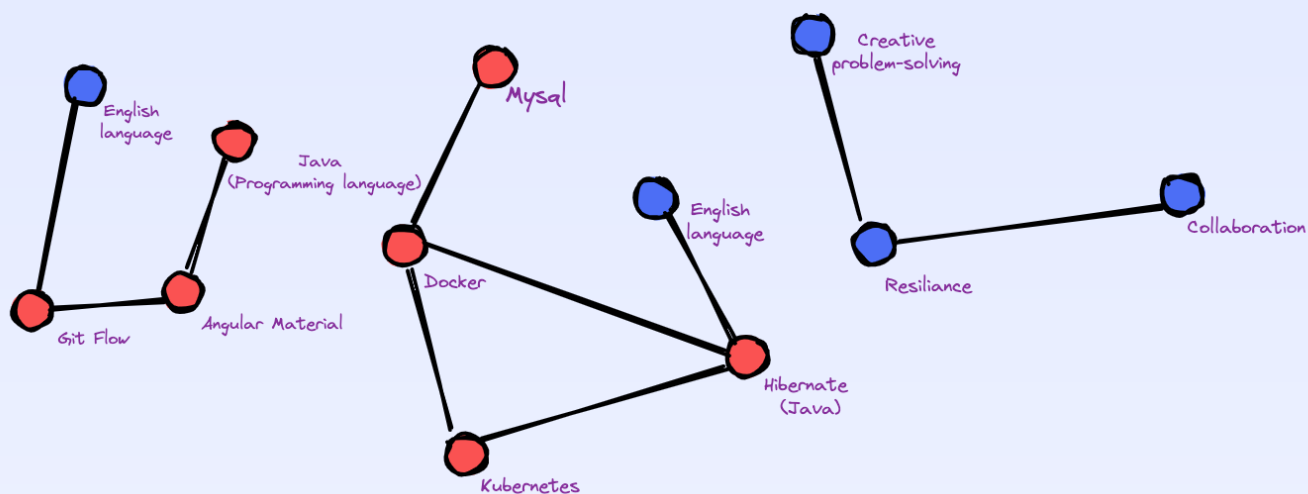 English
language
Java
(Programming language)
Git Flow
Angular Material
Mysql
Docker
English
language
Hibernate
(Java)
Kubernetes
Creative
problem-solving
Resiliance
Collaboration